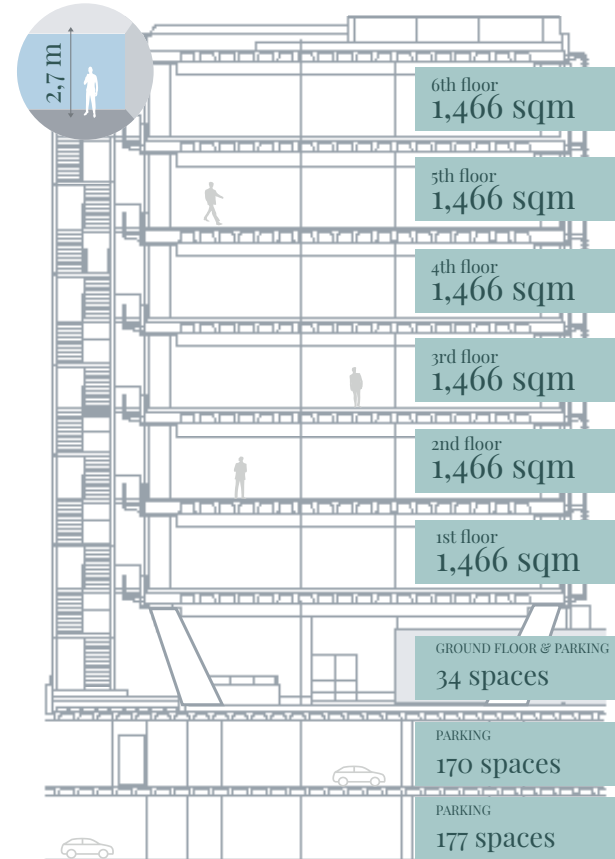 2,7 m
6th floor
1,466 sqm
5th floor
1,466 sqm
4th floor
1,466 sqm
3rd floor
1,466 sqm
2nd floor
1,466 sqm
1st floor
1,466 sqm
GROUND FLOOR & PARKING
34 spaces
PARKING
170 spaces
PARKING
177 spaces